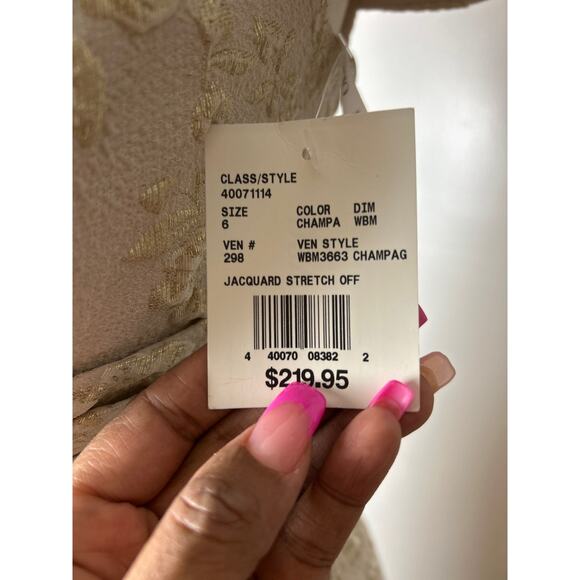 CLASS/STYLE
40071114
SIZE COLOR DIM
6 CHAMPA WBM
VEN # VEN STYLE
298 WBM3663 CHAMPAG
JACQUARD STRETCH OFF
4 40070 08382 2
$219.95